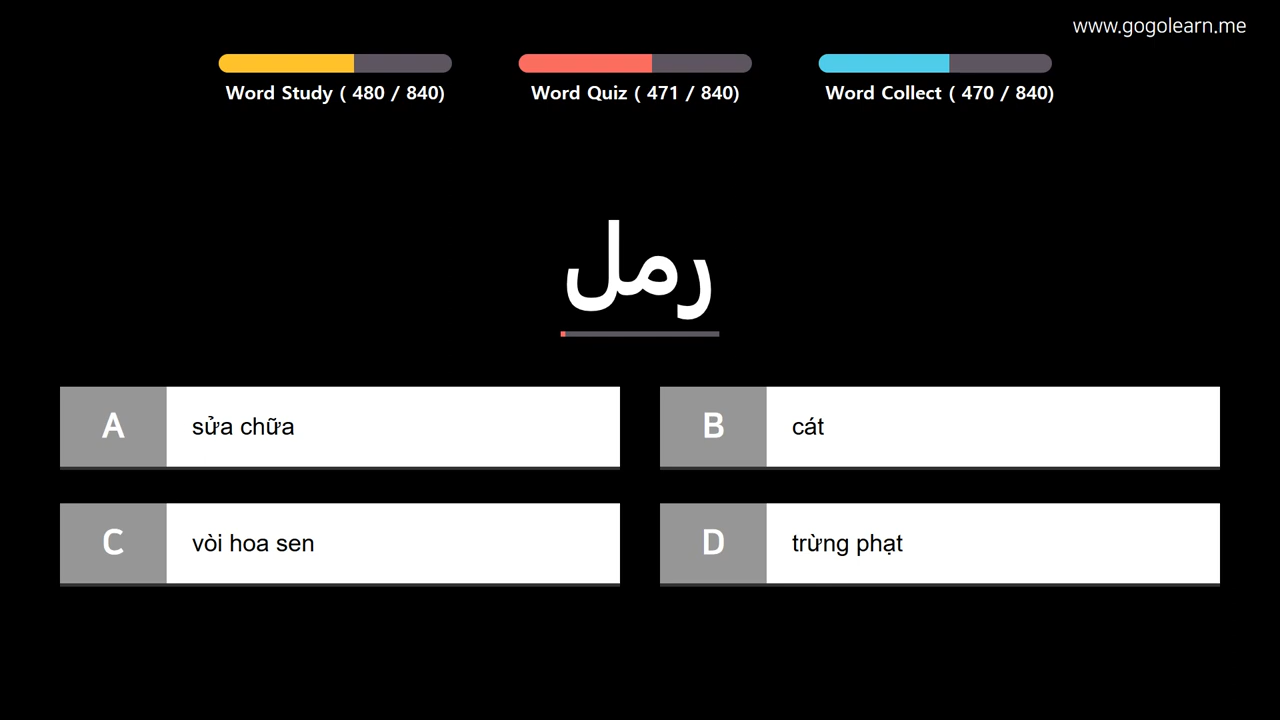 www.gogolearn.me
Word Study ( 480 / 840)
Word Quiz ( 471 / 840)
Word Collect ( 470 / 840)
رمل
A
sửa chữa
B
cát
C
vòi hoa sen
D
trừng phạt